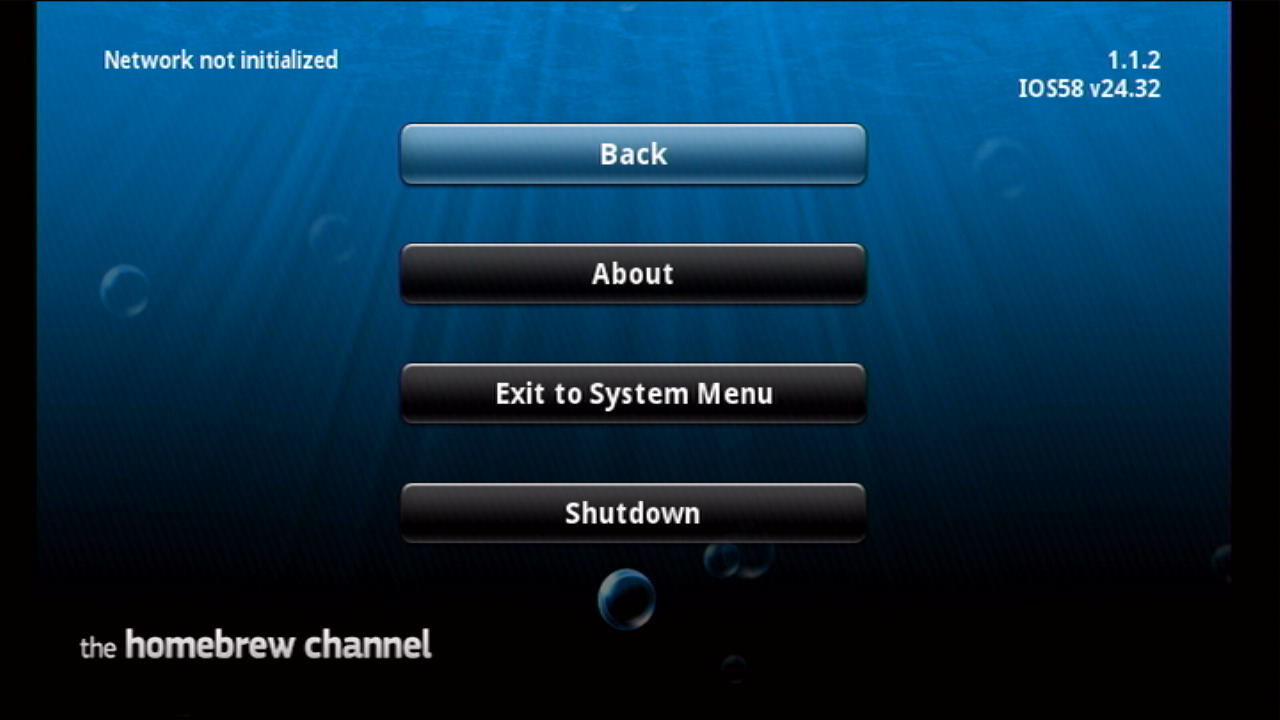 Network not initialized
1.1.2
IOS58 v24.32
Back
About
Exit to System Menu
Shutdown
the homebrew channel